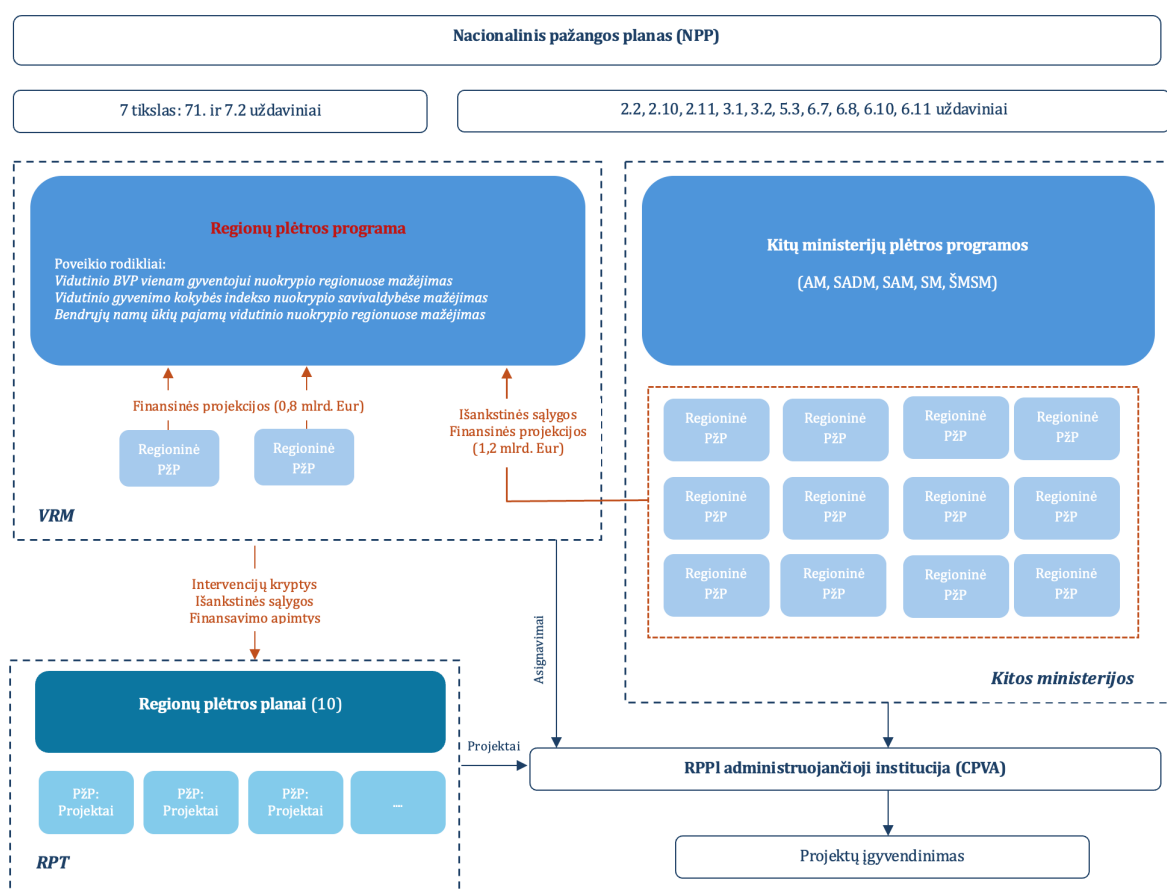 Nacionalinis pažangos planas (NPP)
7 tikslas: 71. ir 7.2 uždaviniai
2.2, 2.10, 2.11, 3.1, 3.2, 5.3, 6.7, 6.8, 6.10, 6.11 uždaviniai
Regionų plėtros programa
Poveikio rodikliai:
Vidutinio BVP vienam gyventojui nuokrypio regionuose mažėjimas
Vidutinio gyvenimo kokybės indekso nuokrypio savivaldybėse mažėjimas
Bendrųjų namų ūkių pajamų vidutinio nuokrypio regionuose mažėjimas
Kitų ministerijų plėtros programos
(AM, SADM, SAM, SM, ŠMSM)
Finansinės projekcijos (0,8 mlrd. Eur)
Regioninė
PžP
Regioninė
PžP
Išankstinės sąlygos
Finansinės projekcijos
(1,2 mlrd. Eur)
VRM
Regioninė
PžP
Regioninė
PžP
Regioninė
PžP
Regioninė
PžP
Regioninė
PžP
Regioninė
PžP
Regioninė
PžP
Regioninė
PžP
Regioninė
PžP
Regioninė
PžP
Regioninė
PžP
Regioninė
PžP
Kitos ministerijos
Intervencijų kryptys
Išankstinės sąlygos
Finansavimo apimtys
Asignavimai
Regionų plėtros planai (10)
PžP:
Projektai
PžP:
Projektai
PžP:
Projektai
....
RPT
Projektai
RPPl administruojančioji institucija (CPVA)
Projektų įgyvendinimas